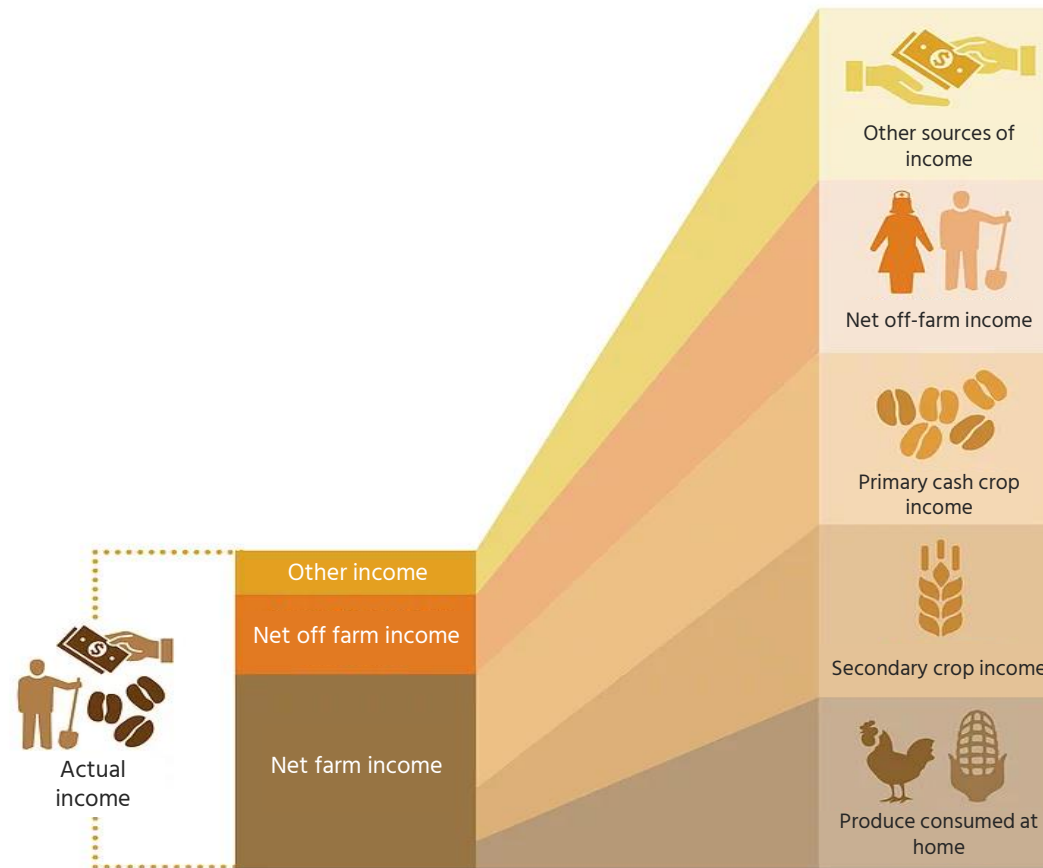 Other sources of
income
Net off-farm income
Primary cash crop
income
Secondary crop income
Produce consumed at
home
Other income
Net off farm income
Net farm income
Actual
income
$
$